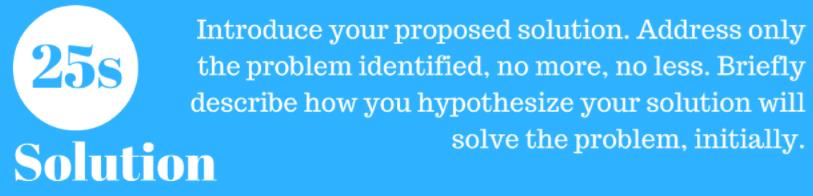 25s
Solution
Introduce your proposed solution. Address only
the problem identified, no more, no less. Briefly
describe how you hypothesize your solution will
solve the problem, initially.